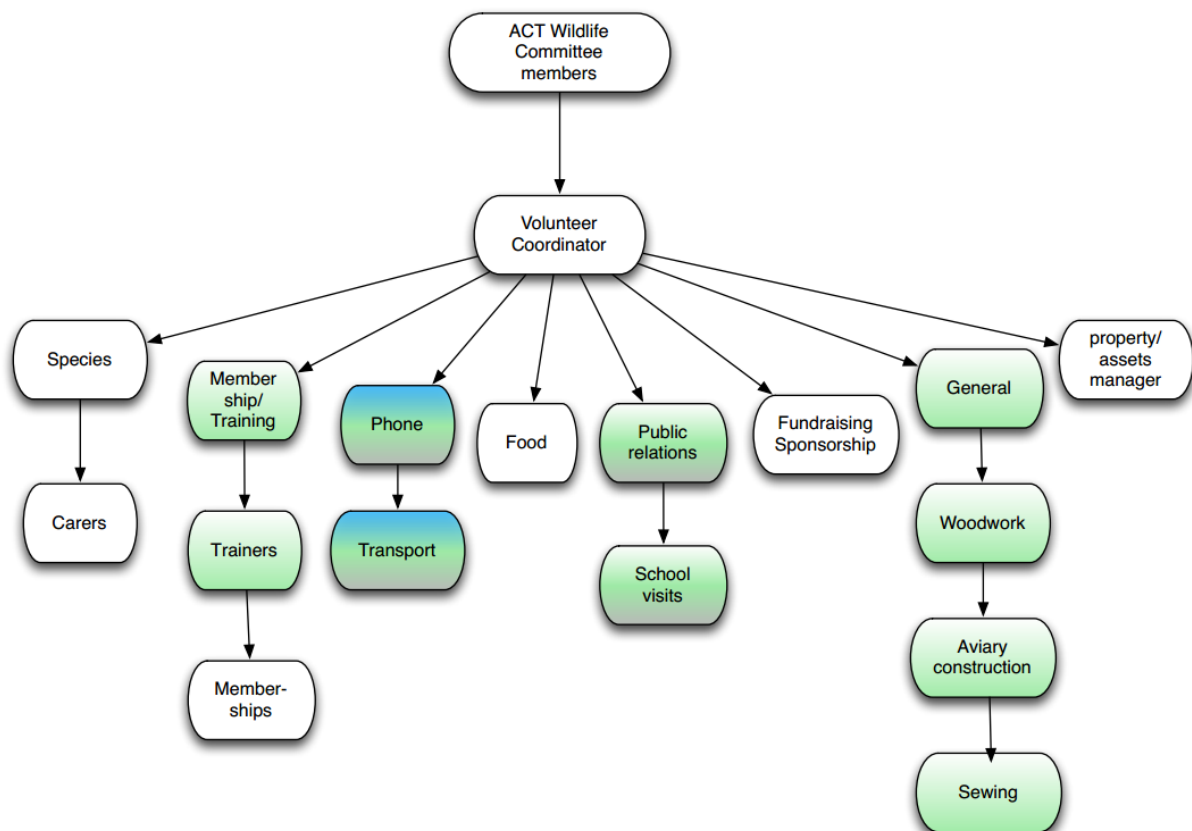 ACT Wildlife
Committee
members
Volunteer
Coordinator
Species
Member
ship/
Training
Phone
Food
Public
relations
Fundraising
Sponsorship
General
property/
assets
manager
Carers
Trainers
Transport
School
visits
Woodwork
Member-
ships
Aviary
construction
Sewing